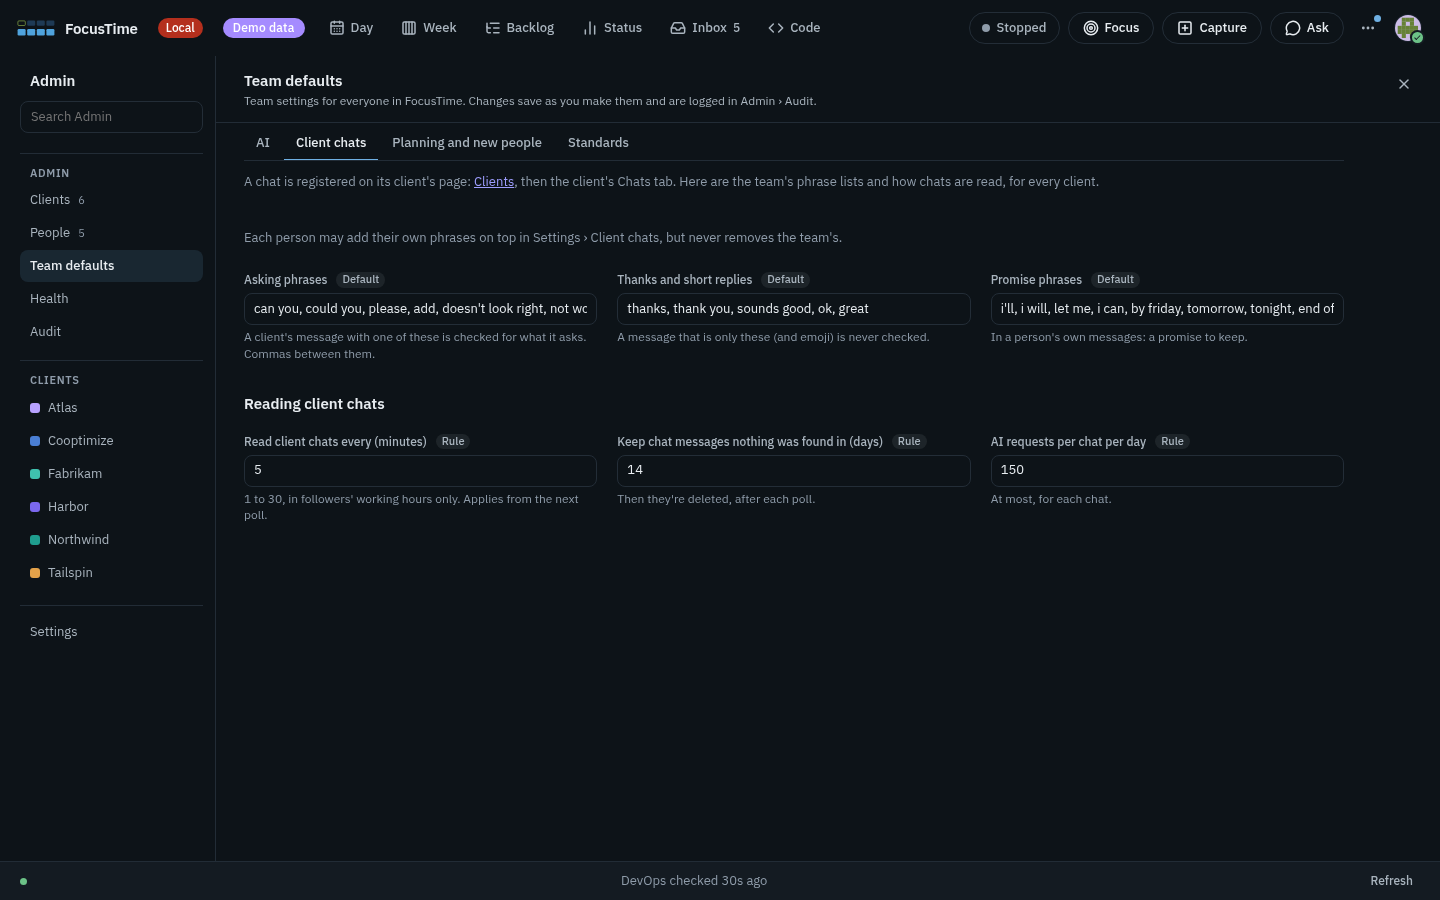 FocusTime
Local
Demo data
Day
Week
Backlog
Status
Inbox 5
Code
Stopped
Focus
Capture
Ask
Admin
Search Admin
ADMIN
Clients 6
People 5
Team defaults
Health
Audit
CLIENTS
Atlas
Cooptimize
Fabrikam
Harbor
Northwind
Tailspin
Settings
Team defaults
Team settings for everyone in FocusTime. Changes save as you make them and are logged in Admin › Audit.
AI
Client chats
Planning and new people
Standards
A chat is registered on its client's page: Clients, then the client's Chats tab. Here are the team's phrase lists and how chats are read, for every client.
Each person may add their own phrases on top in Settings › Client chats, but never removes the team's.
Asking phrases Default
can you, could you, please, add, doesn't look right, not wo
A client's message with one of these is checked for what it asks.
Commas between them.
Thanks and short replies Default
thanks, thank you, sounds good, ok, great
A message that is only these (and emoji) is never checked.
Promise phrases Default
i'll, i will, let me, i can, by friday, tomorrow, tonight, end of
In a person's own messages: a promise to keep.
Reading client chats
Read client chats every (minutes) Rule
5
1 to 30, in followers' working hours only. Applies from the next
poll.
Keep chat messages nothing was found in (days) Rule
14
Then they're deleted, after each poll.
AI requests per chat per day Rule
150
At most, for each chat.
DevOps checked 30s ago
Refresh